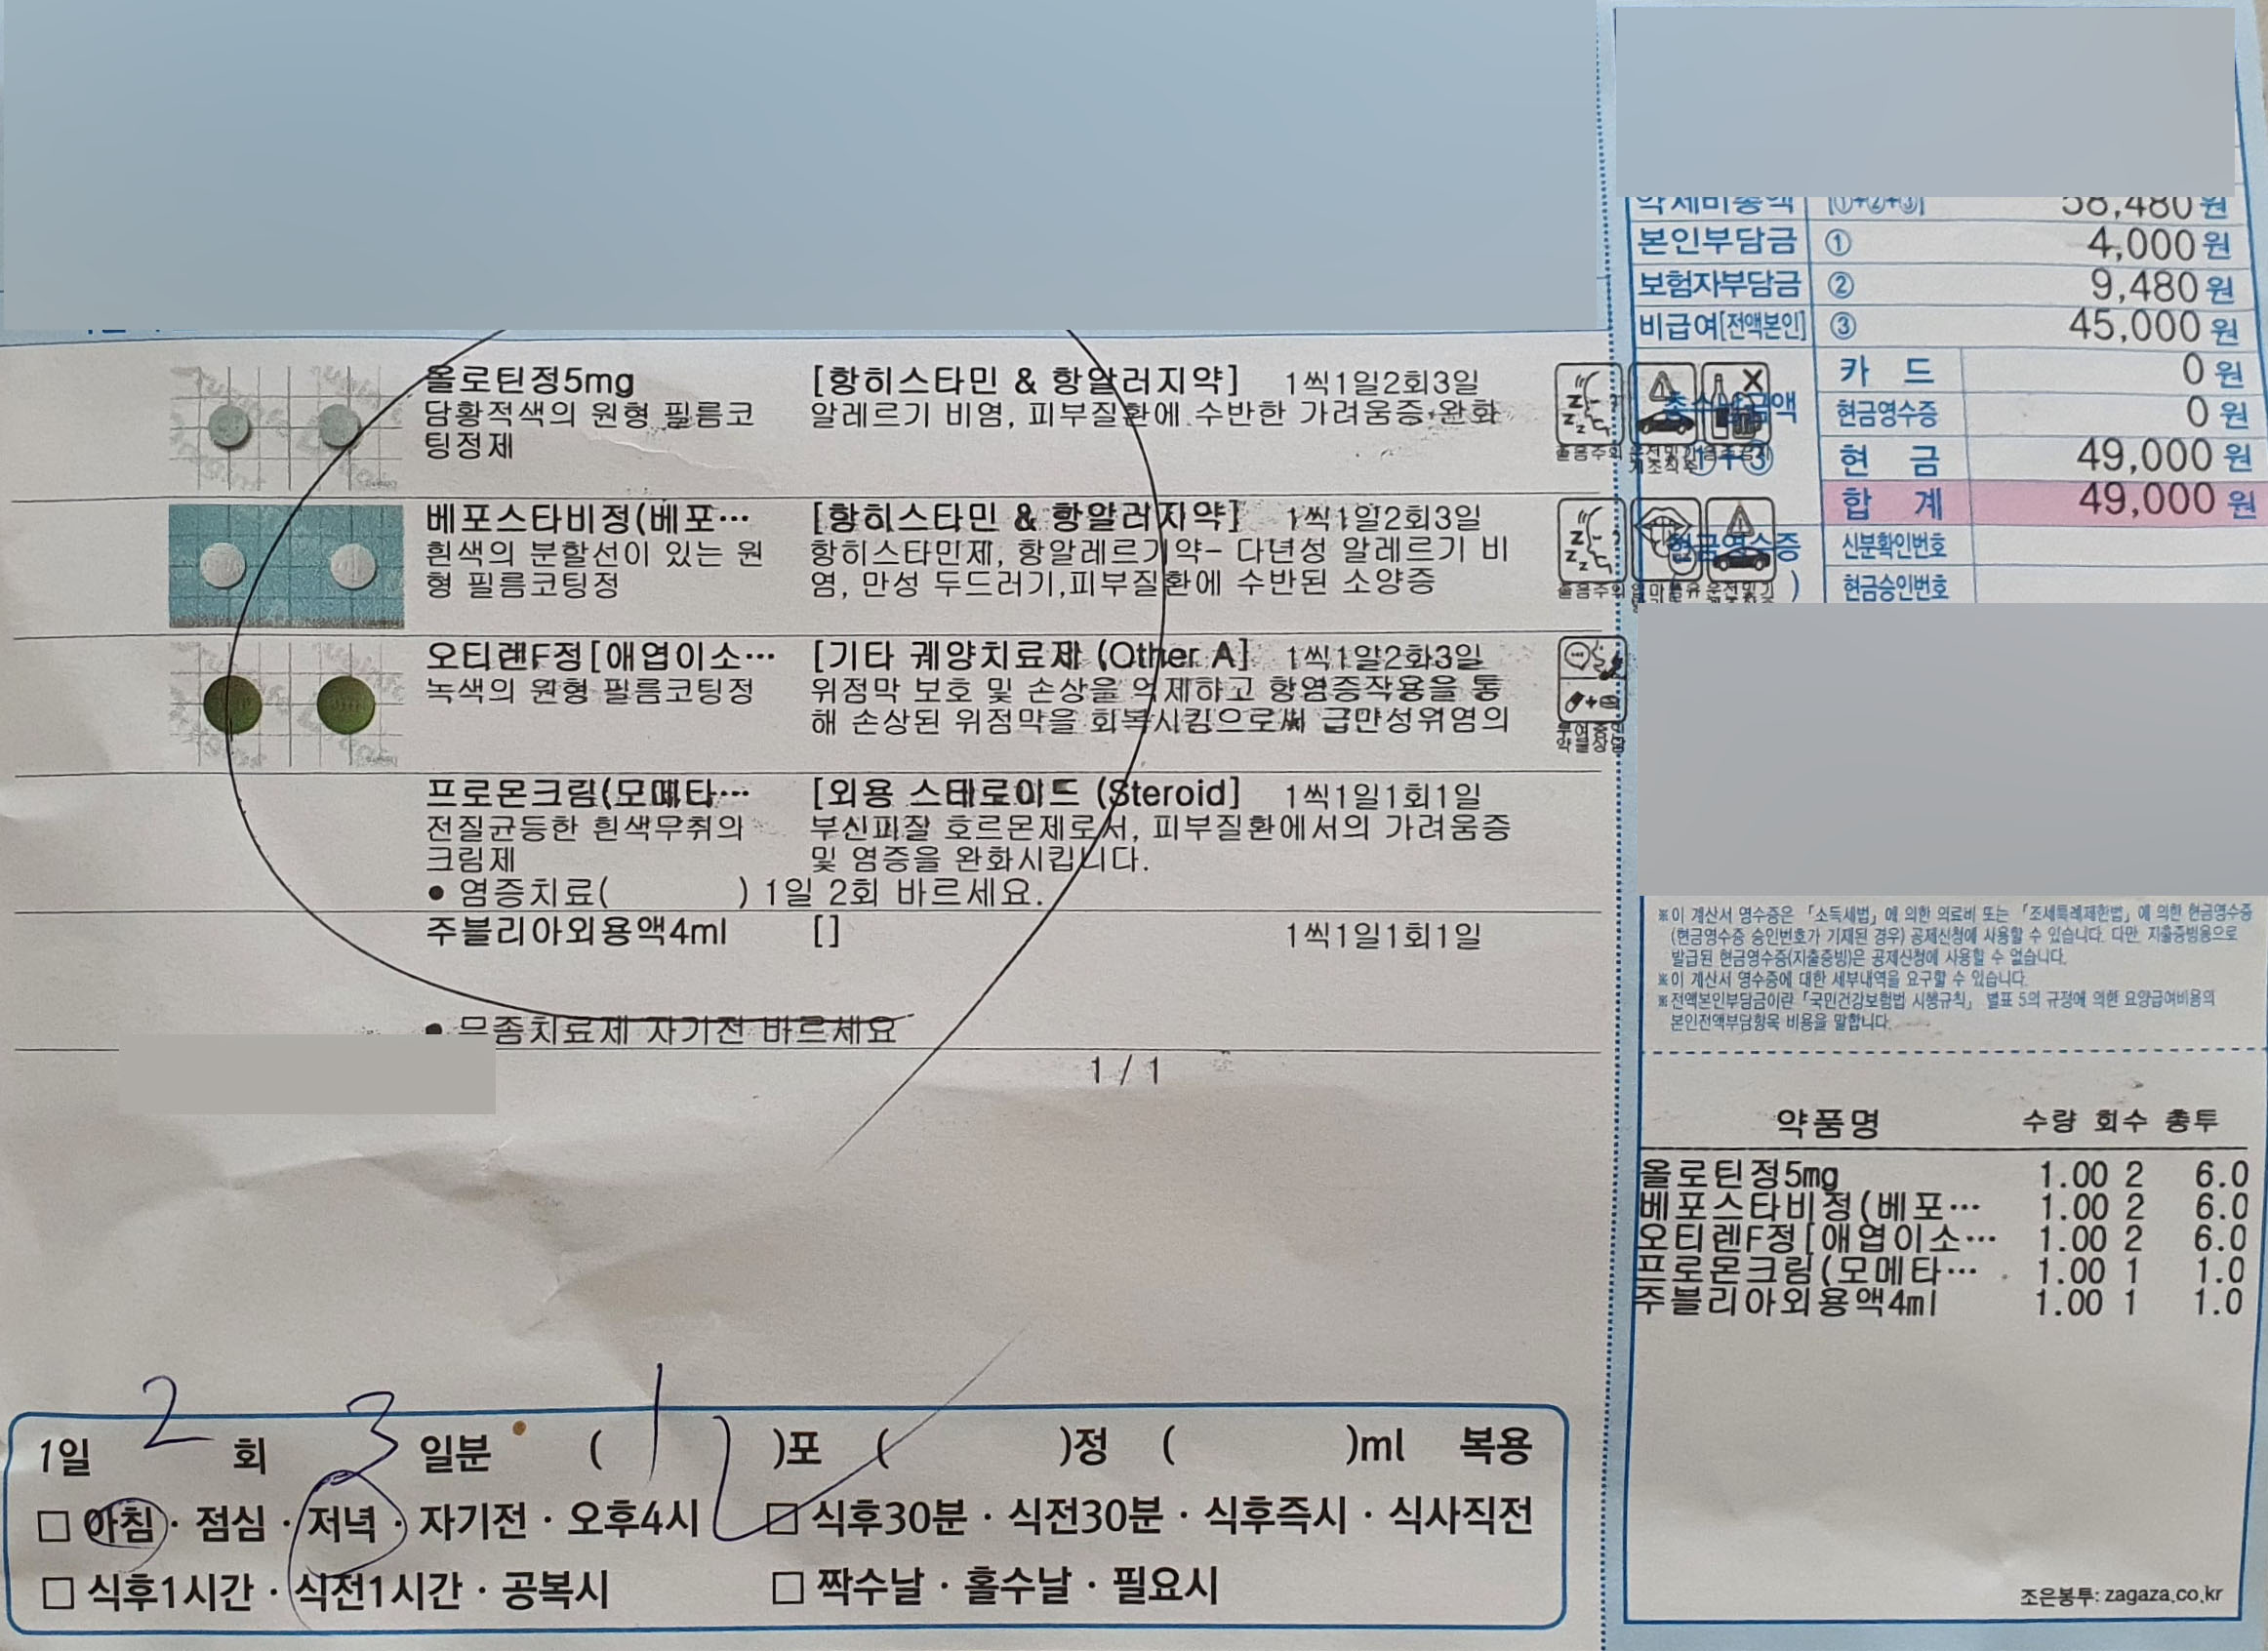 올로틴정5mg [항히스타민 & 항알러지약] 1씩1일2회3일
담황적색의 원형 필름코 알레르기 비염, 피부질환에 수반한 가려움증 완화
팅정제
베포스타비정(베포… [항히스타민 & 항알러지약] 1씩1일2회3일
흰색의 분할선이 있는 원 항히스타민제, 항알레르기약- 다년성 알레르기 비
형 필름코팅정 염, 만성 두드러기,피부질환에 수반된 소양증
오티렌F정[애엽이소… [기타 궤양치료제 (Other A] 1씩1일2회3일
녹색의 원형 필름코팅정 위점막 보호 및 손상을 억제하고 항염증작용을 통
해 손상된 위점막을 회복시킴으로써 급만성위염의
프로몬크림(모메타… [외용 스테로이드 (Steroid] 1씩1일1회1일
전질균등한 흰색무취의 부신피질 호르몬제로서, 피부질환에서의 가려움증
크림제 및 염증을 완화시킵니다.
• 염증치료( ) 1일 2회 바르세요.
주블리아외용액4ml [] 1씩1일1회1일
• 무좀치료제 자기전 바르세요
1 / 1
1일 2 회 3 일분 ( 1 )포 ( )정 ( )ml 복용
□ 아침 · 점심 · 저녁 · 자기전 · 오후4시 □ 식후30분 · 식전30분 · 식후즉시 · 식사직전
□ 식후1시간 · 식전1시간 · 공복시 □ 짝수날 · 홀수날 · 필요시
약제비총액 [①+②+③] 58,480원
본인부담금 ① 4,000원
보험자부담금 ② 9,480원
비급여[전액본인] ③ 45,000원
카 드 0원
현금영수증 0원
①+③ 현 금 49,000원
합 계 49,000원
현금영수증 신분확인번호
) 현금승인번호
※이 계산서 영수증은 「소득세법」에 의한 의료비 또는 「조세특례제한법」에 의한 현금영수증
(현금영수증 승인번호가 기재된 경우) 공제신청에 사용할 수 있습니다. 다만, 지출증빙용으로
발급된 현금영수증(지출증빙)은 공제신청에 사용할 수 없습니다.
※이 계산서 영수증에 대한 세부내역을 요구할 수 있습니다.
※전액본인부담금이란 「국민건강보험법 시행규칙」 별표 5의 규정에 의한 요양급여비용의
본인전액부담항목 비용을 말합니다.
약품명 수량 회수 총투
올로틴정5mg 1.00 2 6.0
베포스타비정(베포… 1.00 2 6.0
오티렌F정[애엽이소… 1.00 2 6.0
프로몬크림(모메타… 1.00 1 1.0
주블리아외용액4ml 1.00 1 1.0
조은봉투: zagaza.co.kr